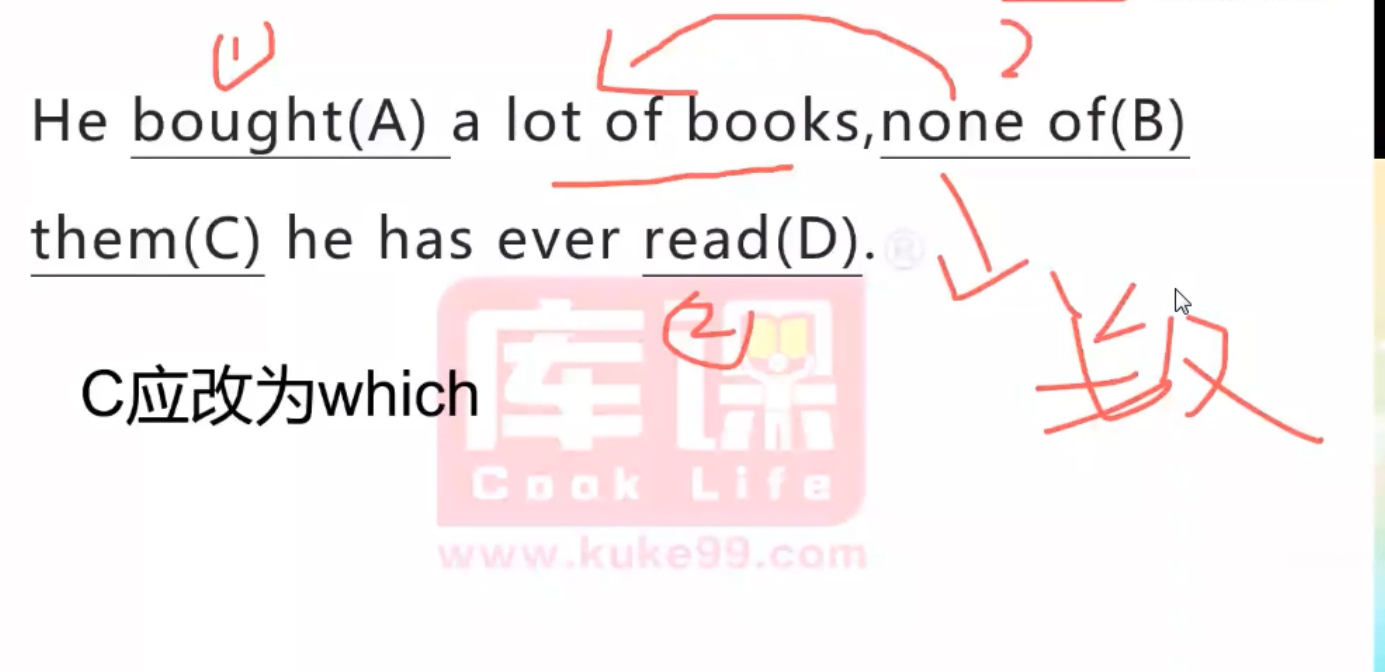 ①
2
He bought(A) a lot of books,none of(B)
them(C) he has ever read(D).
®
②
C应改为which
数
库课
Cook Life
www.kuke99.com